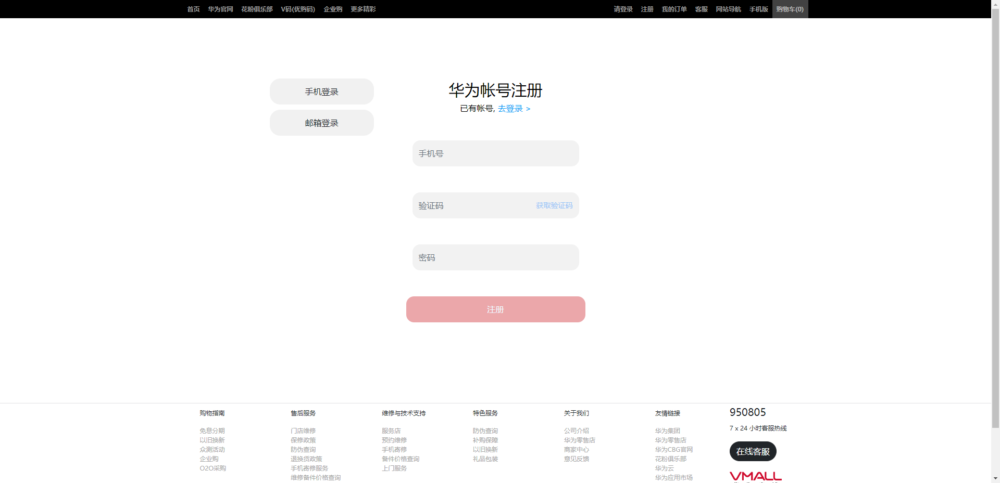 首页 华为官网 花粉俱乐部 V码(优购码) 企业购 更多精彩 请登录 注册 我的订单 客服 网站导航 手机版 购物车(0)
手机登录
邮箱登录
华为帐号注册
已有帐号, 去登录 >
手机号
验证码 获取验证码
密码
注册
购物指南
免息分期
以旧换新
众测活动
企业购
O2O采购
售后服务
门店维修
保修政策
防伪查询
退换货政策
手机寄修服务
维修备件价格查询
维修与技术支持
服务店
预约维修
手机寄修
备件价格查询
上门服务
特色服务
防伪查询
补购保障
以旧换新
礼品包装
关于我们
公司介绍
华为零售店
商家中心
意见反馈
友情链接
华为集团
华为零售店
华为CBG官网
花粉俱乐部
华为云
华为应用市场
950805
7 x 24 小时客服热线
在线客服
VMALL